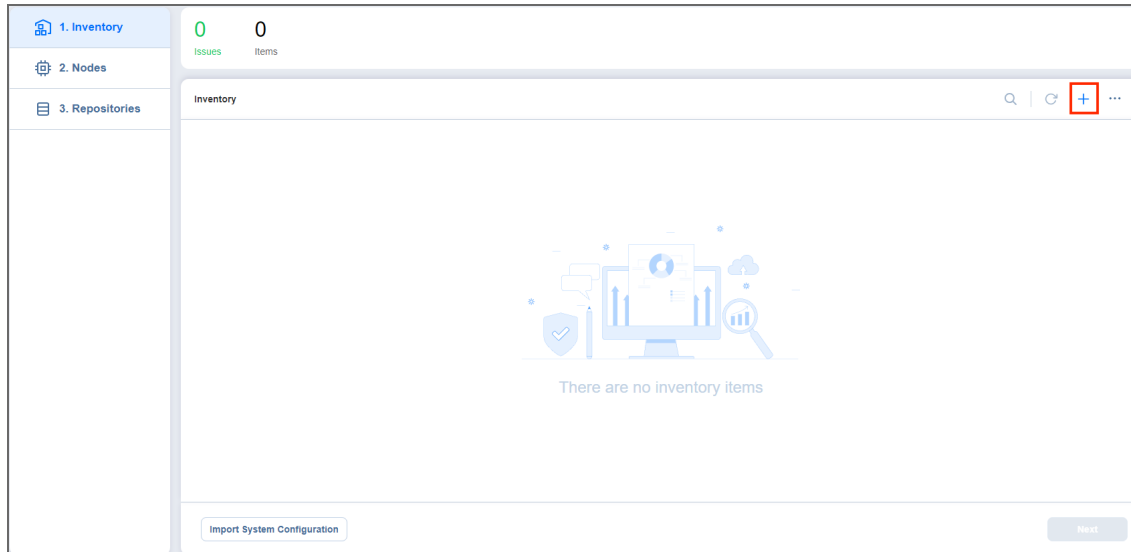 1. Inventory
2. Nodes
3. Repositories
0 0
Issues Items
Inventory
There are no inventory items
Import System Configuration
Next